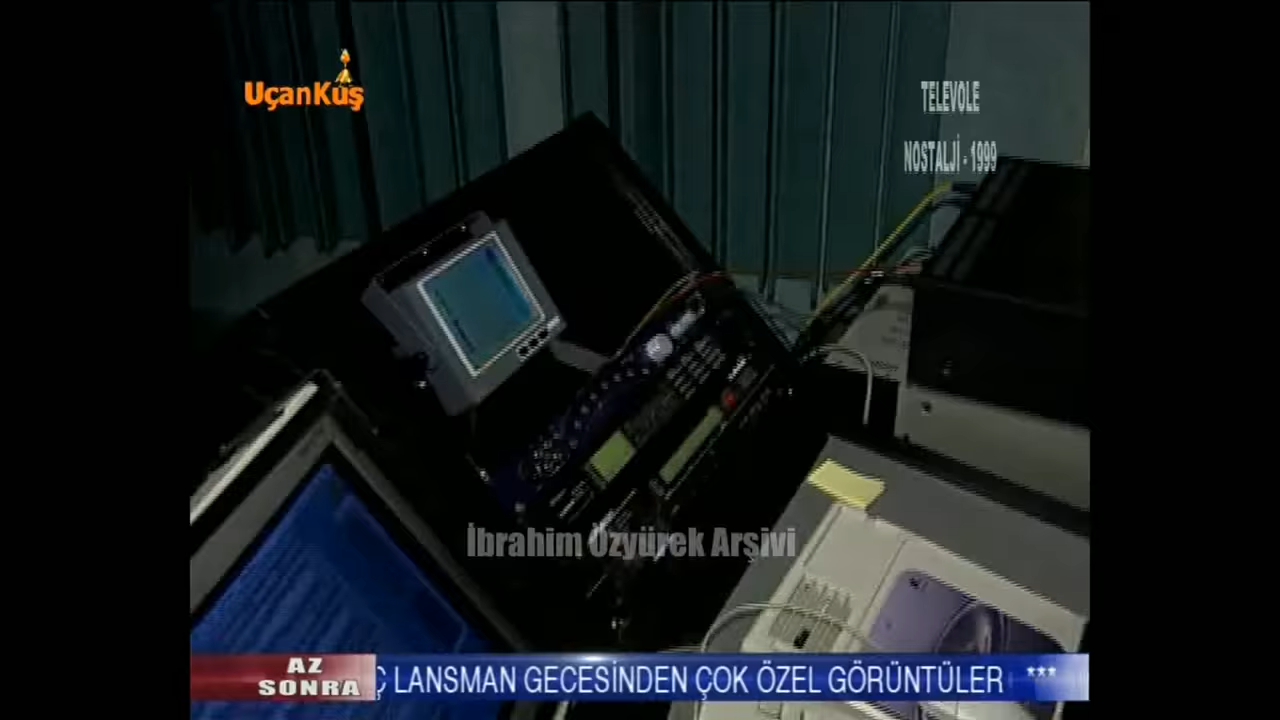 UçanKuş
TELEVOLE
NOSTALJİ - 1999
İbrahim Özyürek Arşivi
AZ
SONRA
Ç LANSMAN GECESİNDEN ÇOK ÖZEL GÖRÜNTÜLER ***